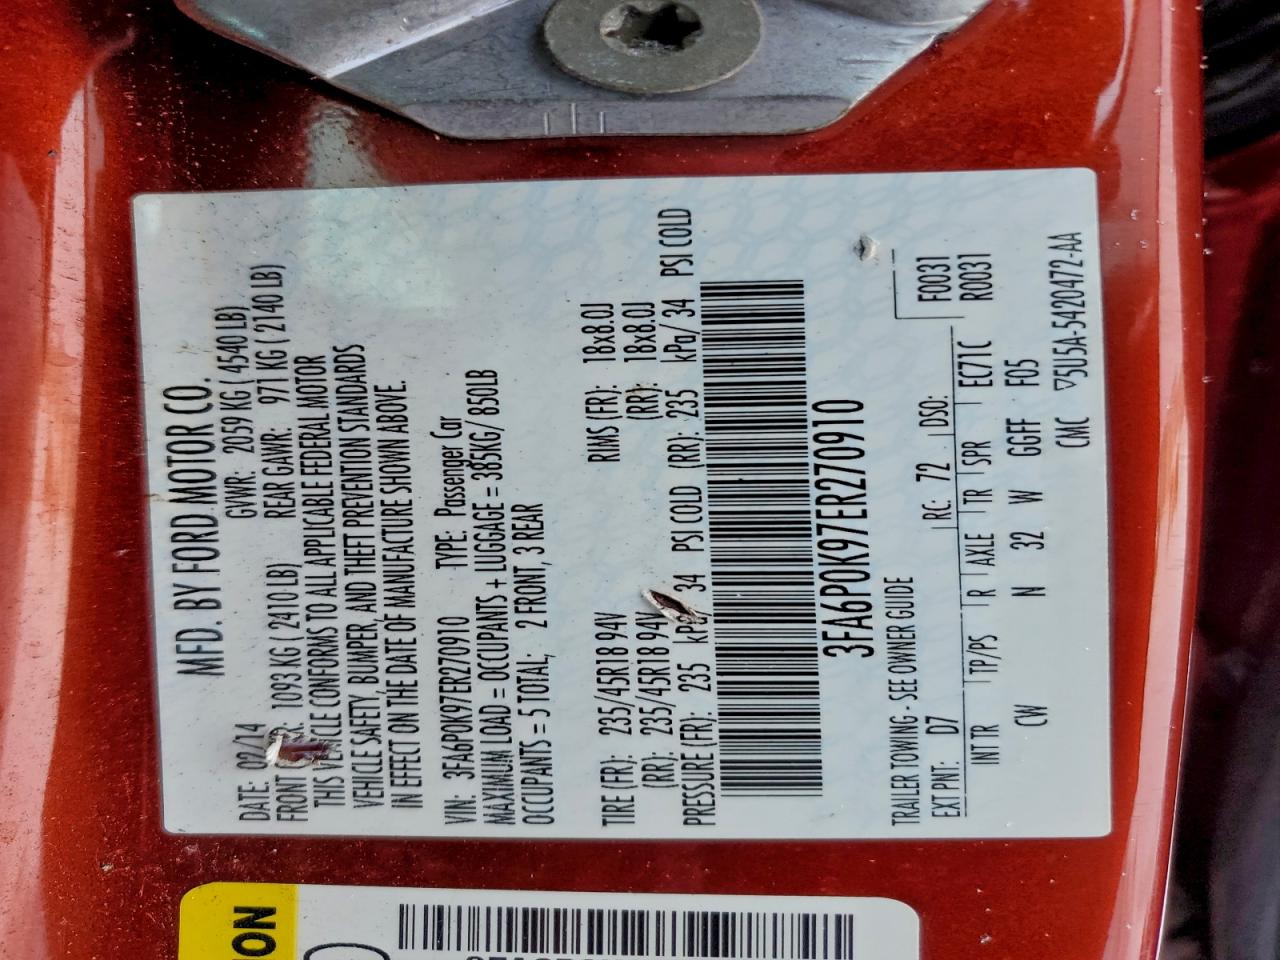 MFD. BY FORD MOTOR CO.
DATE: 02/14 GVWR: 2059 KG ( 4540 LB)
FRONT 1093 KG ( 2410 LB) REAR GAWR: 971 KG ( 2140 LB)
THIS VEHICLE CONFORMS TO ALL APPLICABLE FEDERAL MOTOR
VEHICLE SAFETY, BUMPER, AND THEFT PREVENTION STANDARDS
IN EFFECT ON THE DATE OF MANUFACTURE SHOWN ABOVE.
VIN: 3FA6P0K97ER270910 TYPE: Passenger Car
MAXIMUM LOAD = OCCUPANTS + LUGGAGE = 385KG/ 850LB
OCCUPANTS = 5 TOTAL; 2 FRONT, 3 REAR
TIRE (FR): 235/45R18 94V RIMS (FR): 18x8.0J
(RR): 235/45R18 94V (RR): 18x8.0J
PRESSURE (FR): 235 kPa/ 34 PSI COLD (RR): 235 kPa/ 34 PSI COLD
3FA6P0K97ER270910
TRAILER TOWING - SEE OWNER GUIDE
EXT PNT: D7 RC: 72 DSO: F0031
R0031
INT TR TP/PS R AXLE TR SPR EC71C
CW N 32 W GGFF F05
CMC ▽5U5A-5420472-AA
ON